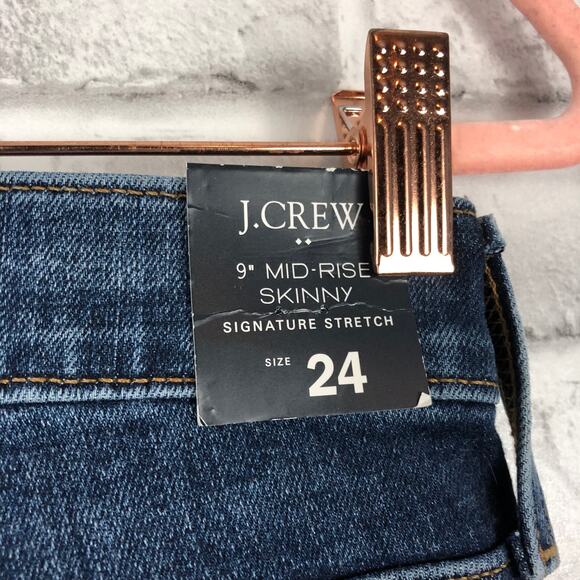 J.CREW
9" MID-RISE
SKINNY
SIGNATURE STRETCH
SIZE 24